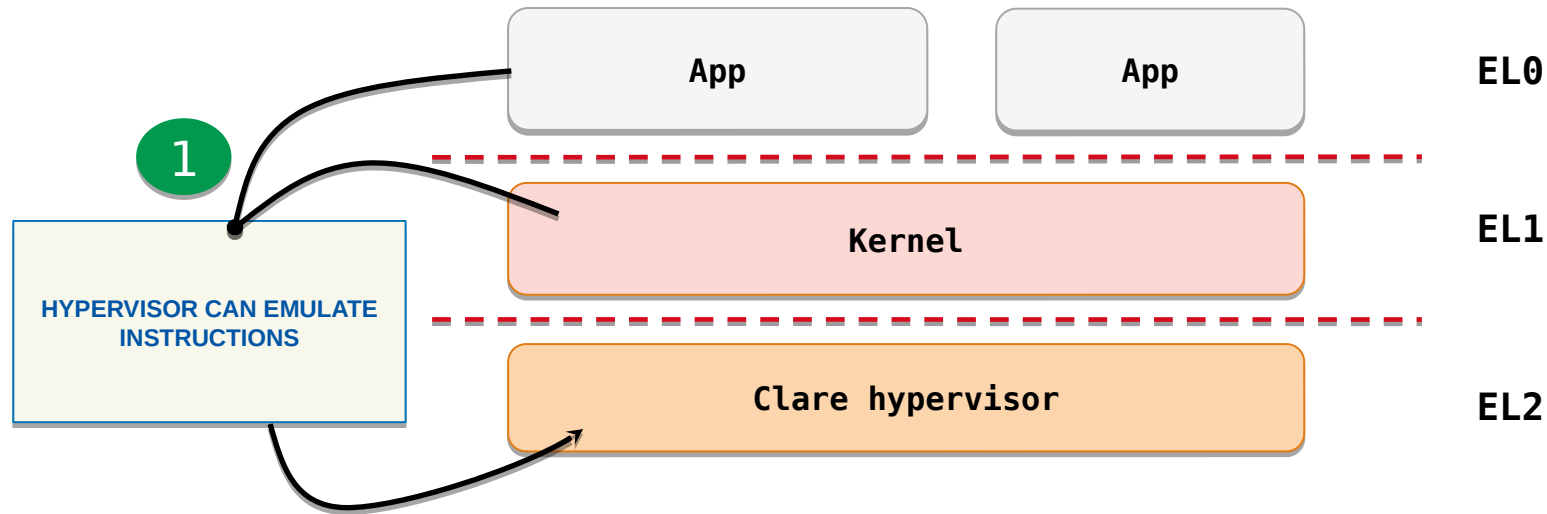 App
App
EL0
1
Kernel
EL1
HYPERVISOR CAN EMULATE
INSTRUCTIONS
Clare hypervisor
EL2